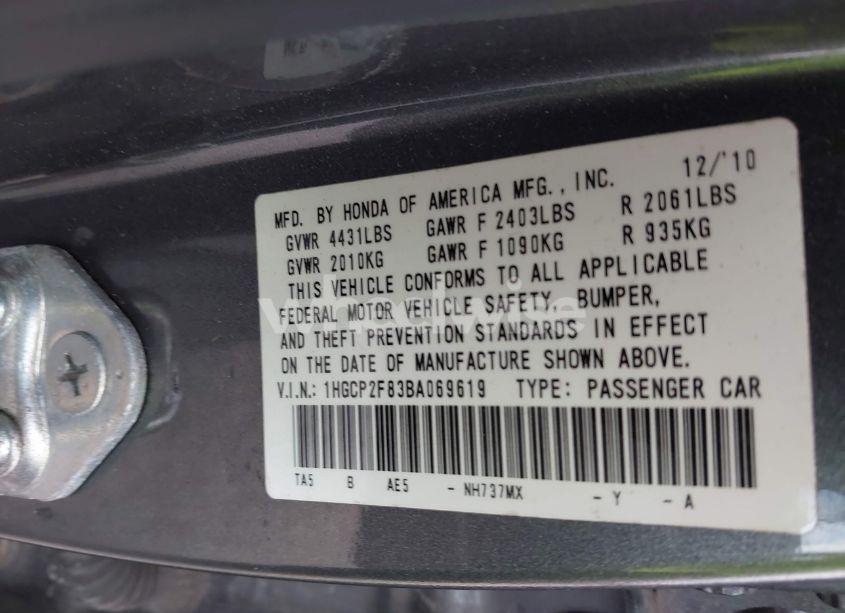 MFD. BY HONDA OF AMERICA MFG., INC. 12/'10
GVWR 4431LBS GAWR F 2403LBS R 2061LBS
GVWR 2010KG GAWR F 1090KG R 935KG
THIS VEHICLE CONFORMS TO ALL APPLICABLE
FEDERAL MOTOR VEHICLE SAFETY, BUMPER,
AND THEFT PREVENTION STANDARDS IN EFFECT
ON THE DATE OF MANUFACTURE SHOWN ABOVE.
V.I.N.: 1HGCP2F83BA069619 TYPE: PASSENGER CAR
TA5 B AE5 - NH737MX - Y - A